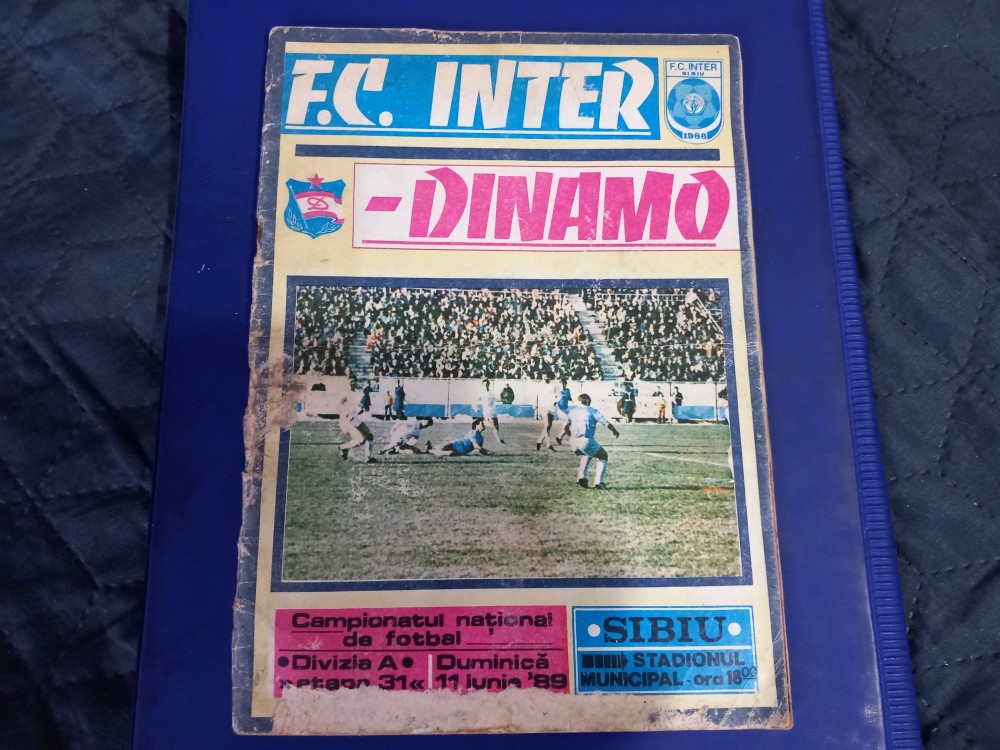 F.C. INTER
F.C. INTER
SIBIU
1986
-DINAMO
Campionatul național
de fotbal
•Divizia A•
»etapa 31«
Duminică
11 iunie '89
•SIBIU•
STADIONUL
MUNICIPAL-ora 18⁰⁰